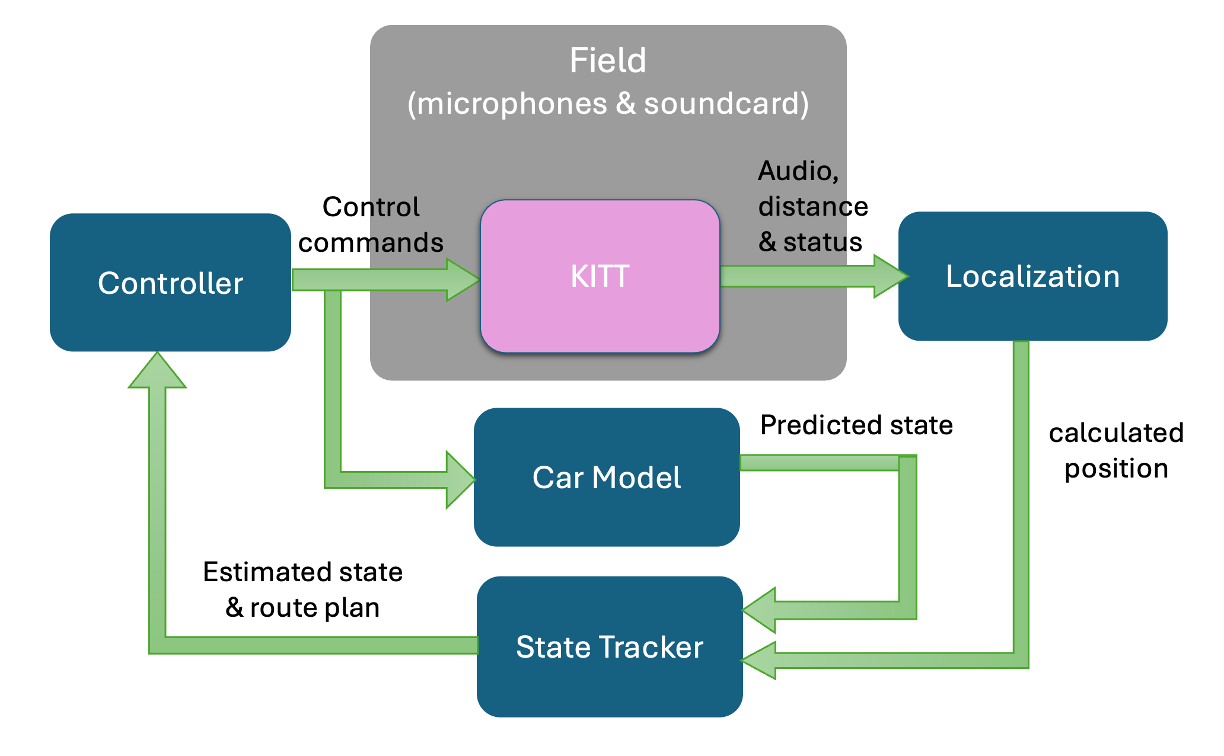 Field
(microphones & soundcard)
Audio,
distance
& status
Control
commands
Controller
KITT
Localization
Predicted state
calculated
position
Car Model
Estimated state
& route plan
State Tracker